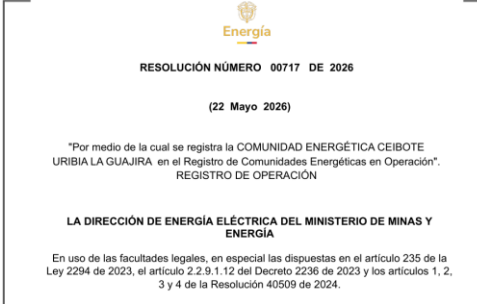 Energía
RESOLUCIÓN NÚMERO 00717 DE 2026
(22 Mayo 2026)
"Por medio de la cual se registra la COMUNIDAD ENERGÉTICA CEIBOTE
URIBIA LA GUAJIRA en el Registro de Comunidades Energéticas en Operación".
REGISTRO DE OPERACIÓN
LA DIRECCIÓN DE ENERGÍA ELÉCTRICA DEL MINISTERIO DE MINAS Y
ENERGÍA
En uso de las facultades legales, en especial las dispuestas en el artículo 235 de la
Ley 2294 de 2023, el artículo 2.2.9.1.12 del Decreto 2236 de 2023 y los artículos 1, 2,
3 y 4 de la Resolución 40509 de 2024.